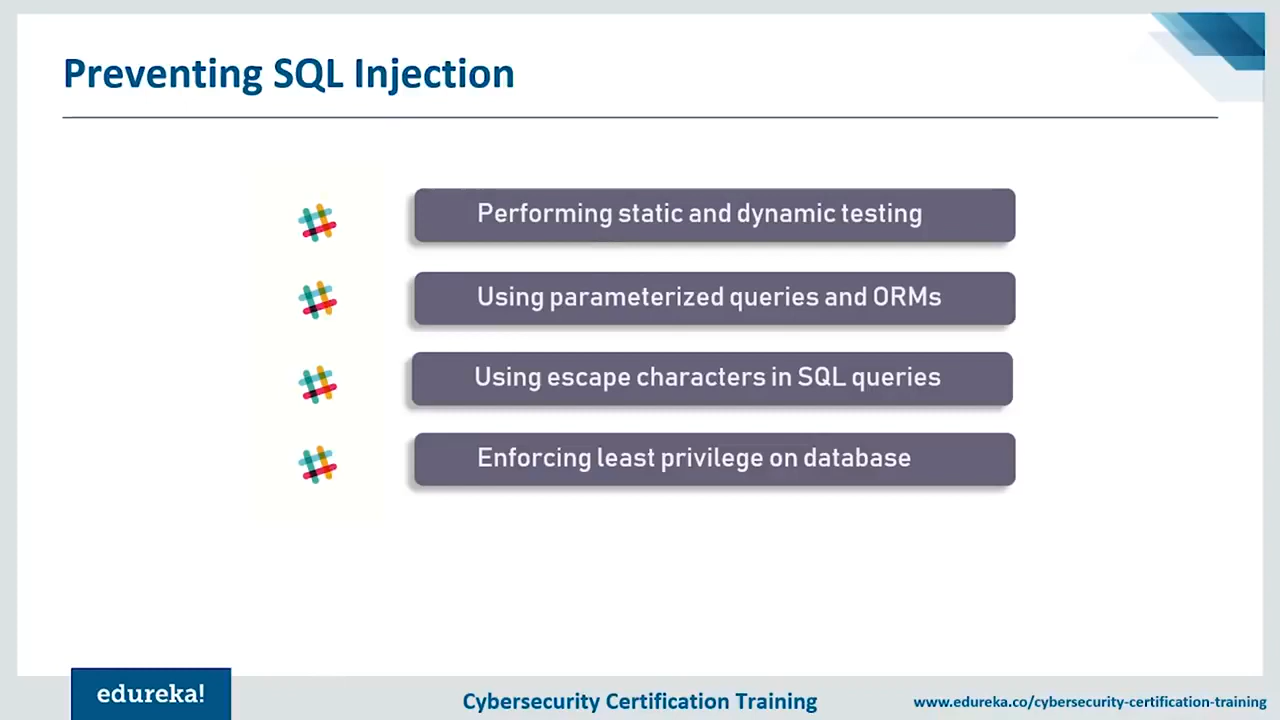 Preventing SQL Injection
Performing static and dynamic testing
Using parameterized queries and ORMs
Using escape characters in SQL queries
Enforcing least privilege on database
edureka!
Cybersecurity Certification Training
www.edureka.co/cybersecurity-certification-training